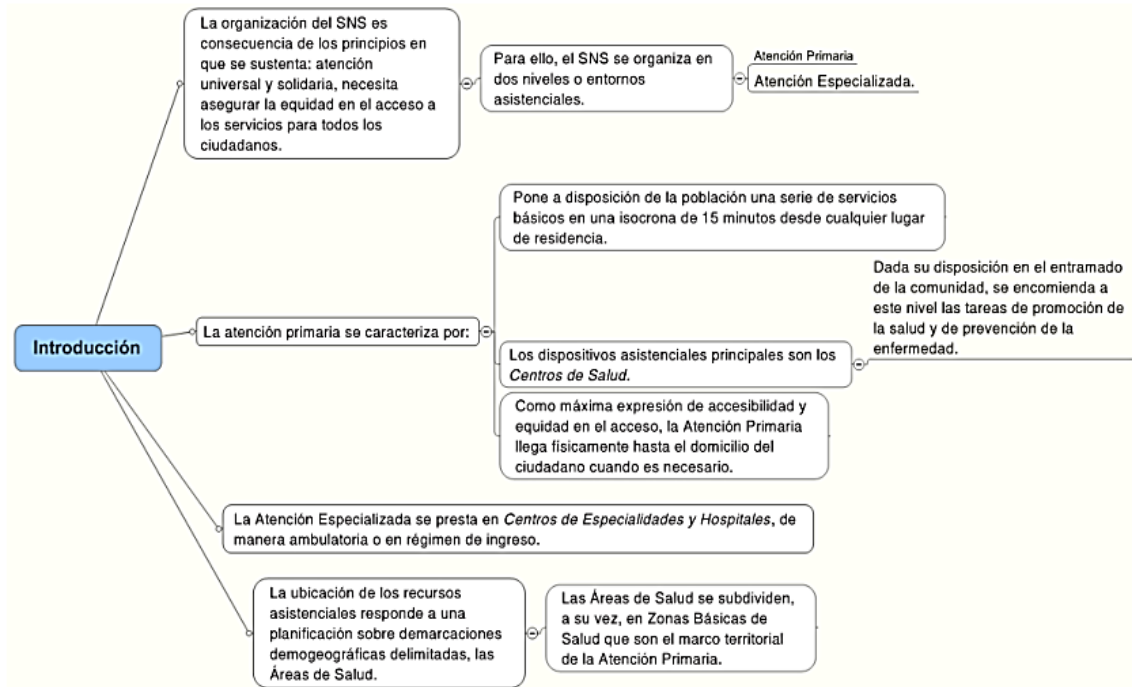 La organización del SNS es
consecuencia de los principios en
que se sustenta: atención
universal y solidaria, necesita
asegurar la equidad en el acceso a
los servicios para todos los
ciudadanos.
Para ello, el SNS se organiza en
dos niveles o entornos
asistenciales.
Atención Primaria
Atención Especializada.
Introducción
La atención primaria se caracteriza por:
Pone a disposición de la población una serie de servicios
básicos en una isocrona de 15 minutos desde cualquier lugar
de residencia.
Los dispositivos asistenciales principales son los
Centros de Salud.
Dada su disposición en el entramado
de la comunidad, se encomienda a
este nivel las tareas de promoción de
la salud y de prevención de la
enfermedad.
Como máxima expresión de accesibilidad y
equidad en el acceso, la Atención Primaria
llega físicamente hasta el domicilio del
ciudadano cuando es necesario.
La Atención Especializada se presta en Centros de Especialidades y Hospitales, de
manera ambulatoria o en régimen de ingreso.
La ubicación de los recursos
asistenciales responde a una
planificación sobre demarcaciones
demogeográficas delimitadas, las
Áreas de Salud.
Las Áreas de Salud se subdividen,
a su vez, en Zonas Básicas de
Salud que son el marco territorial
de la Atención Primaria.